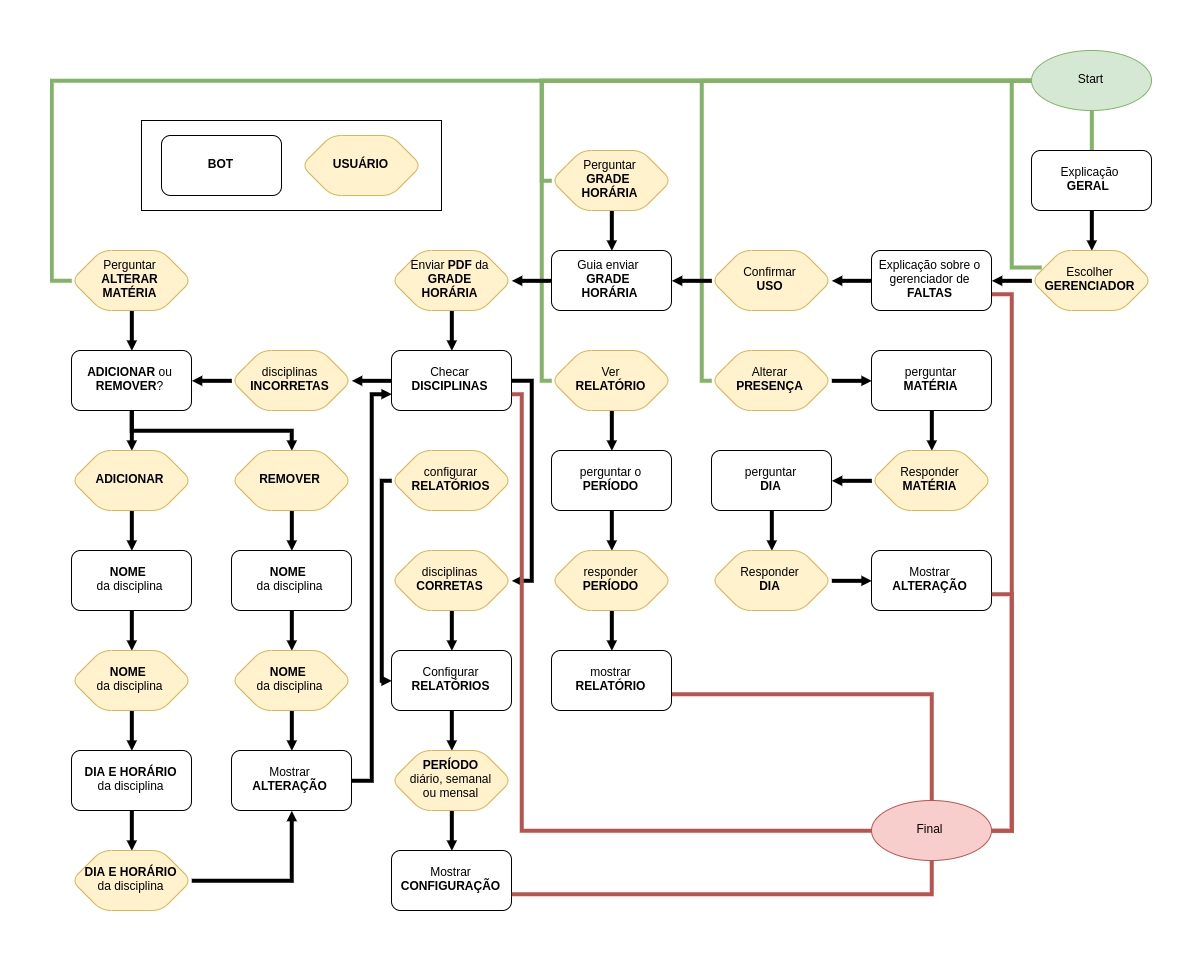 Start
BOT
USUÁRIO
Perguntar
GRADE
HORÁRIA
Explicação
GERAL
Perguntar
ALTERAR
MATÉRIA
Enviar PDF da
GRADE
HORÁRIA
Guia enviar
GRADE
HORÁRIA
Confirmar
USO
Explicação sobre o
gerenciador de
FALTAS
Escolher
GERENCIADOR
ADICIONAR ou
REMOVER?
disciplinas
INCORRETAS
Checar
DISCIPLINAS
Ver
RELATÓRIO
Alterar
PRESENÇA
perguntar
MATÉRIA
ADICIONAR
REMOVER
configurar
RELATÓRIOS
perguntar o
PERÍODO
perguntar
DIA
Responder
MATÉRIA
NOME
da disciplina
NOME
da disciplina
disciplinas
CORRETAS
responder
PERÍODO
Responder
DIA
Mostrar
ALTERAÇÃO
NOME
da disciplina
NOME
da disciplina
Configurar
RELATÓRIOS
mostrar
RELATÓRIO
DIA E HORÁRIO
da disciplina
Mostrar
ALTERAÇÃO
PERÍODO
diário, semanal
ou mensal
Final
DIA E HORÁRIO
da disciplina
Mostrar
CONFIGURAÇÃO